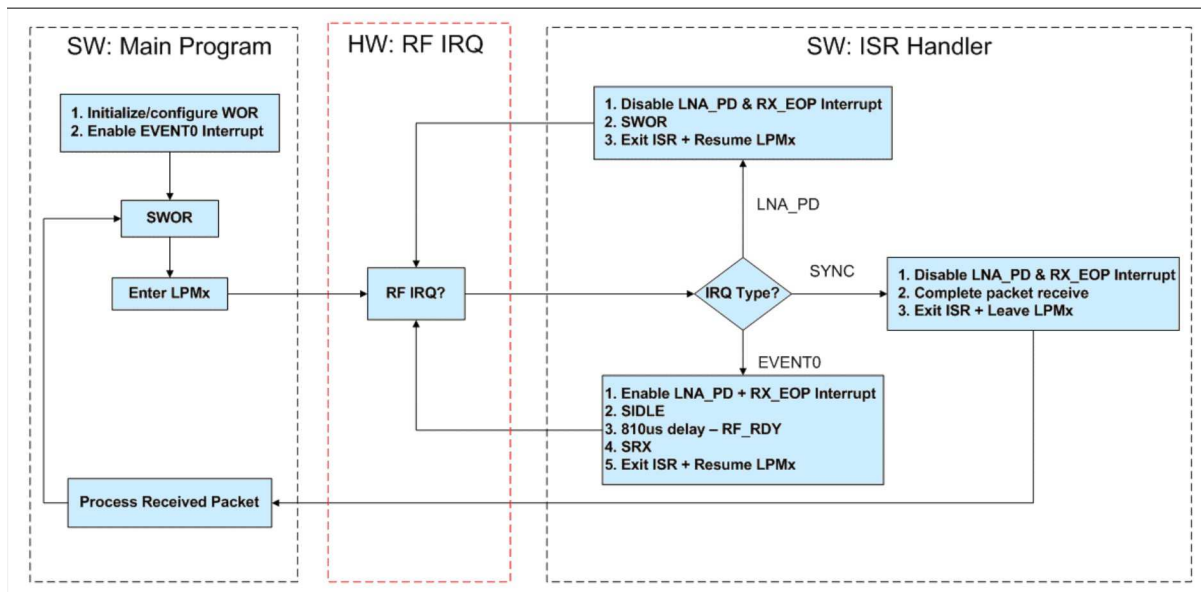 SW: Main Program
1. Initialize/configure WOR
2. Enable EVENT0 Interrupt
SWOR
Enter LPMx
Process Received Packet
HW: RF IRQ
RF IRQ?
SW: ISR Handler
1. Disable LNA_PD & RX_EOP Interrupt
2. SWOR
3. Exit ISR + Resume LPMx
LNA_PD
IRQ Type?
SYNC
1. Disable LNA_PD & RX_EOP Interrupt
2. Complete packet receive
3. Exit ISR + Leave LPMx
EVENT0
1. Enable LNA_PD + RX_EOP Interrupt
2. SIDLE
3. 810us delay – RF_RDY
4. SRX
5. Exit ISR + Resume LPMx